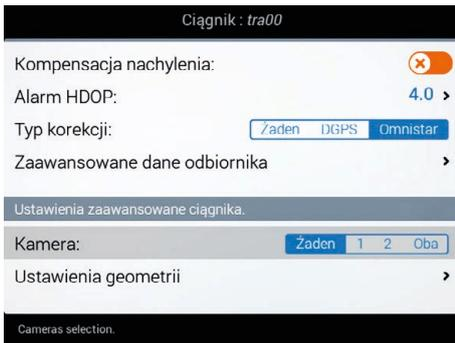 Ciągnik : tra00
Kompensacja nachylenia:
Alarm HDOP: 4.0
Typ korekcji: Żaden DGPS Omnistar
Zaawansowane dane odbiornika
Ustawienia zaawansowane ciągnika.
Kamera: Żaden 1 2 Oba
Ustawienia geometrii
Cameras selection.